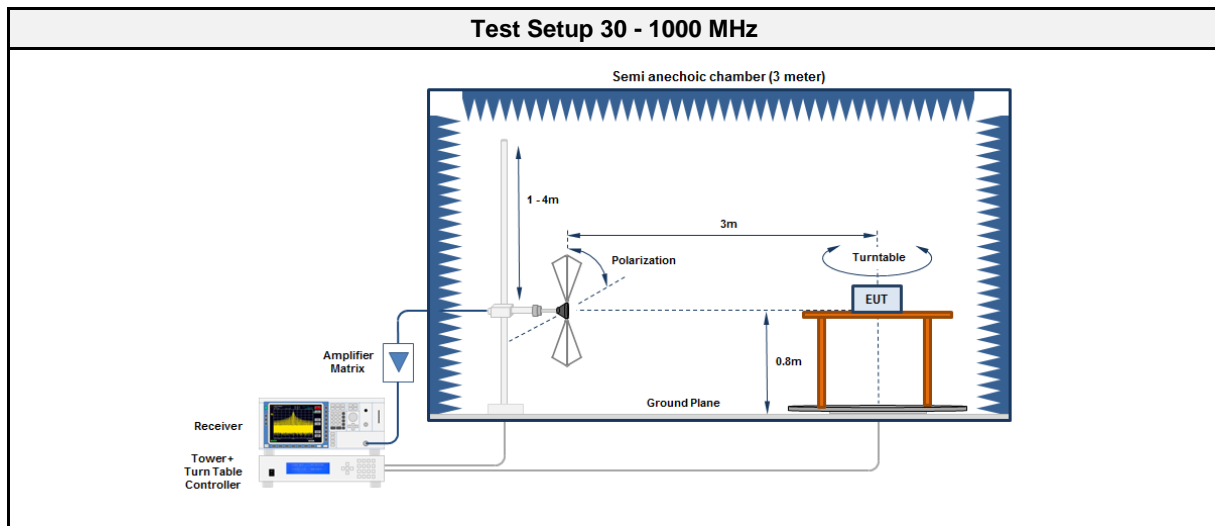 Test Setup 30 - 1000 MHz
Semi anechoic chamber (3 meter)
1 - 4m
3m
Polarization
Turntable
EUT
Amplifier
Matrix
0.8m
Ground Plane
Receiver
Tower+
Turn Table
Controller